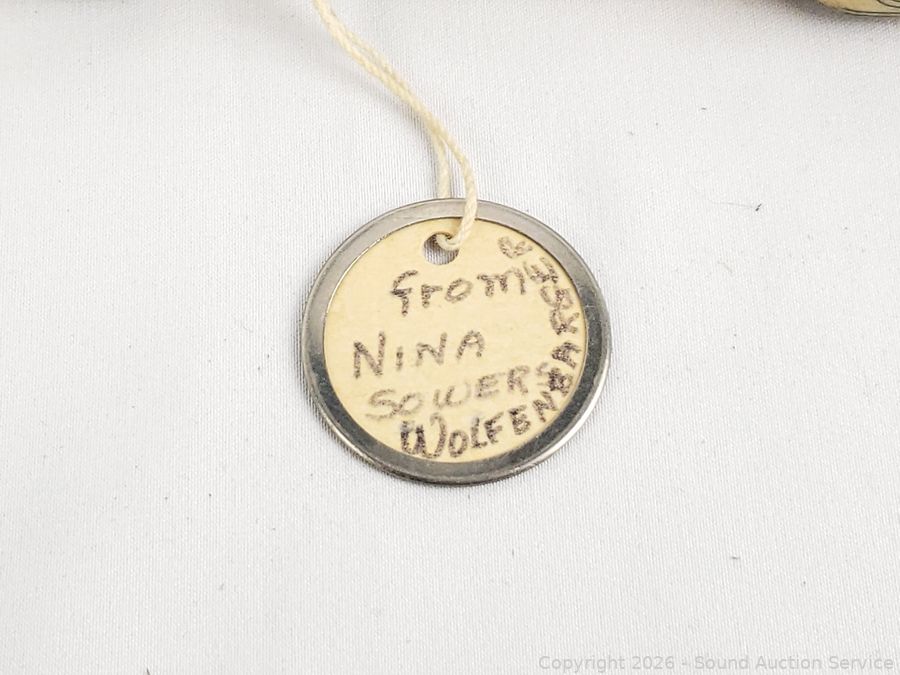 from
NINA
SOWERS
WOLFENBARGER
Copyright 2026 - Sound Auction Service